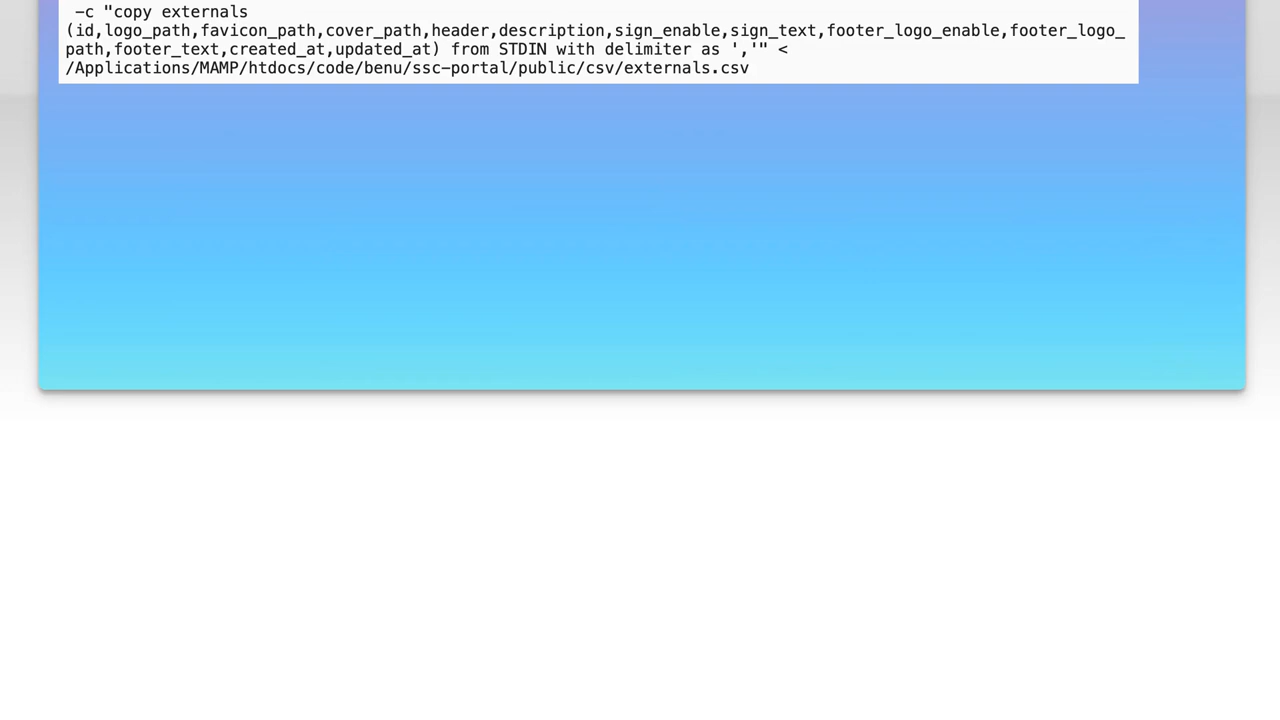 -c "copy externals
(id,logo_path,favicon_path,cover_path,header,description,sign_enable,sign_text,footer_logo_enable,footer_logo_
path,footer_text,created_at,updated_at) from STDIN with delimiter as ','" <
/Applications/MAMP/htdocs/code/benu/ssc-portal/public/csv/externals.csv